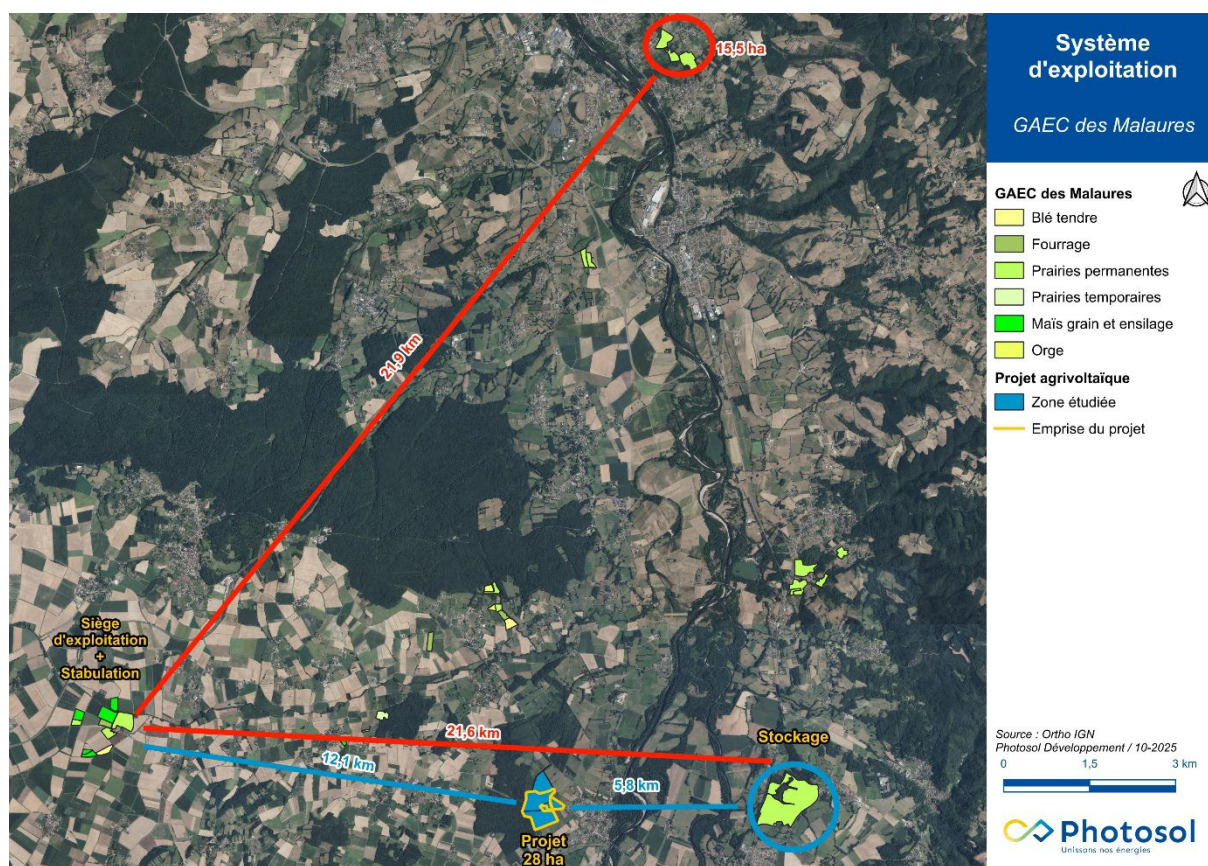 15,5 ha
21,9 km
Siège
d'exploitation
+
Stabulation
21,6 km
12,1 km
Stockage
5,8 km
Projet
28 ha
Système
d'exploitation
GAEC des Malaures
GAEC des Malaures
Blé tendre
Fourrage
Prairies permanentes
Prairies temporaires
Maïs grain et ensilage
Orge
Projet agrivoltaïque
Zone étudiée
Emprise du projet
Source : Ortho IGN
Photosol Développement / 10-2025
0 1,5 3 km
Photosol
Unissons nos énergies